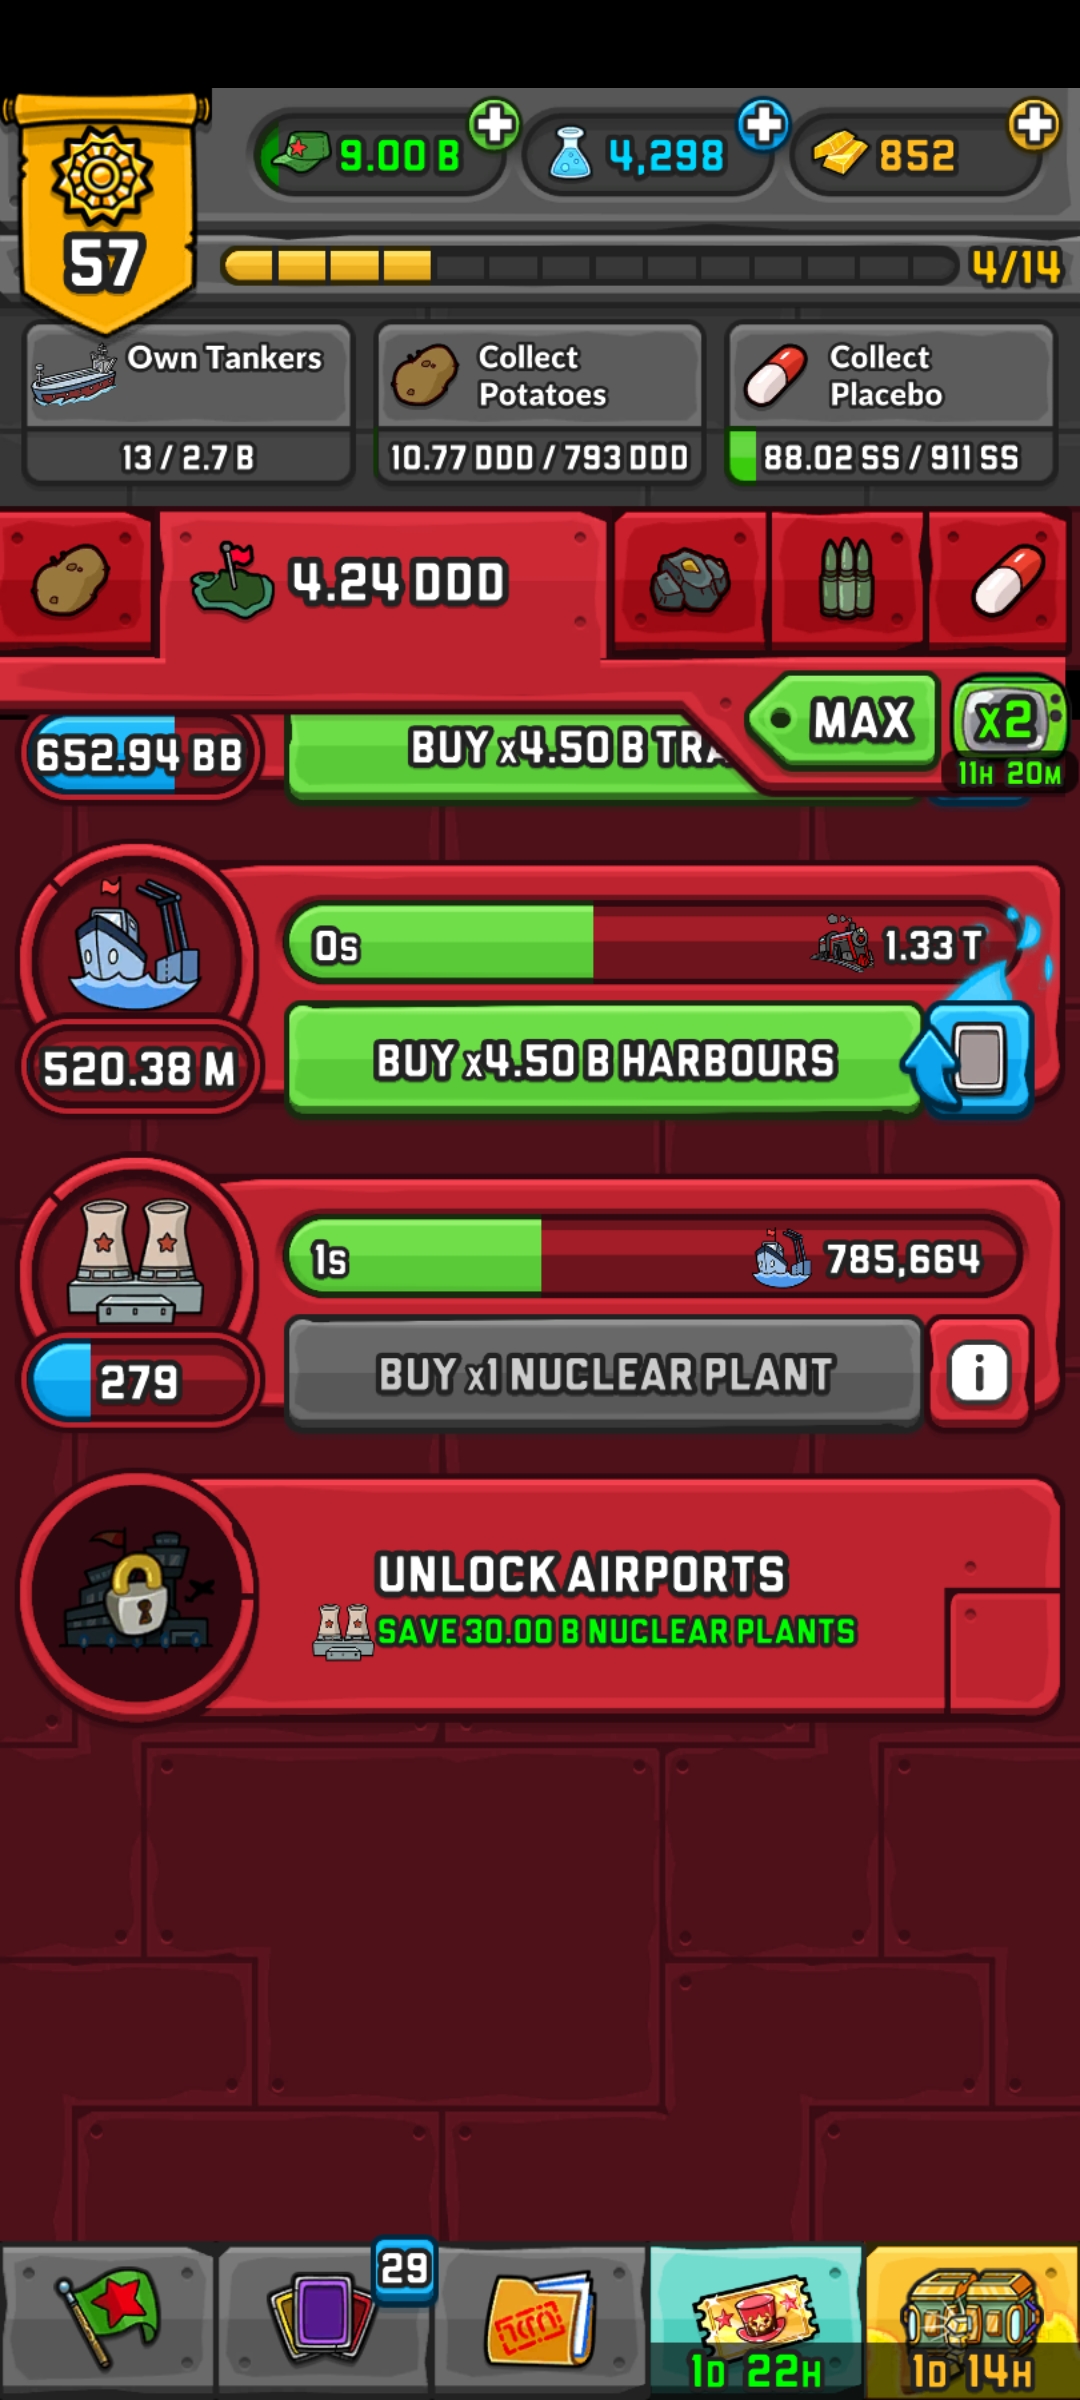 9.00 B
4,298
852
57
4/14
Own Tankers
13 / 2.7 B
Collect
Potatoes
10.77 DDD / 793 DDD
Collect
Placebo
88.02 SS / 911 SS
4.24 DDD
MAX
x2
11H 20M
652.94 BB
BUY x4.50 B TRA
0s
1.33 T
520.38 M
BUY x4.50 B HARBOURS
1s
785,664
279
BUY x1 NUCLEAR PLANT
i
UNLOCK AIRPORTS
SAVE 30.00 B NUCLEAR PLANTS
29
1D 22H
1D 14H